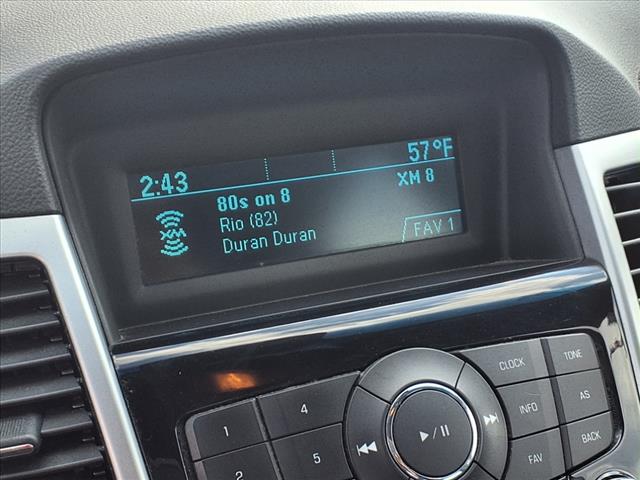 2:43 57°F
80s on 8 XM 8
XM
Rio (82)
Duran Duran FAV 1
CLOCK TONE
1 4 INFO AS
2 5 FAV BACK